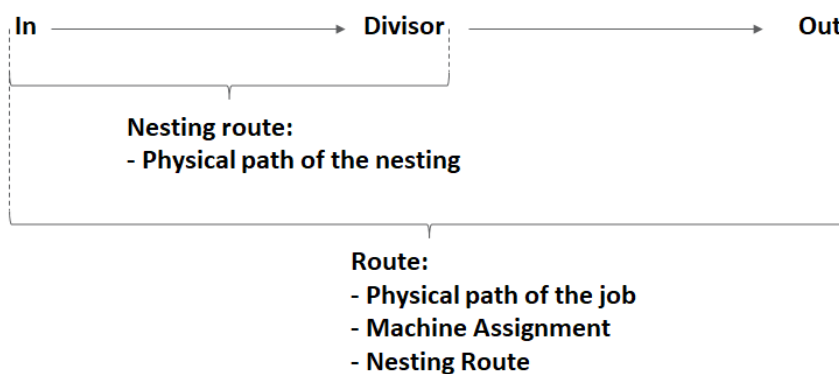 In Divisor Out
Nesting route:
- Physical path of the nesting
Route:
- Physical path of the job
- Machine Assignment
- Nesting Route